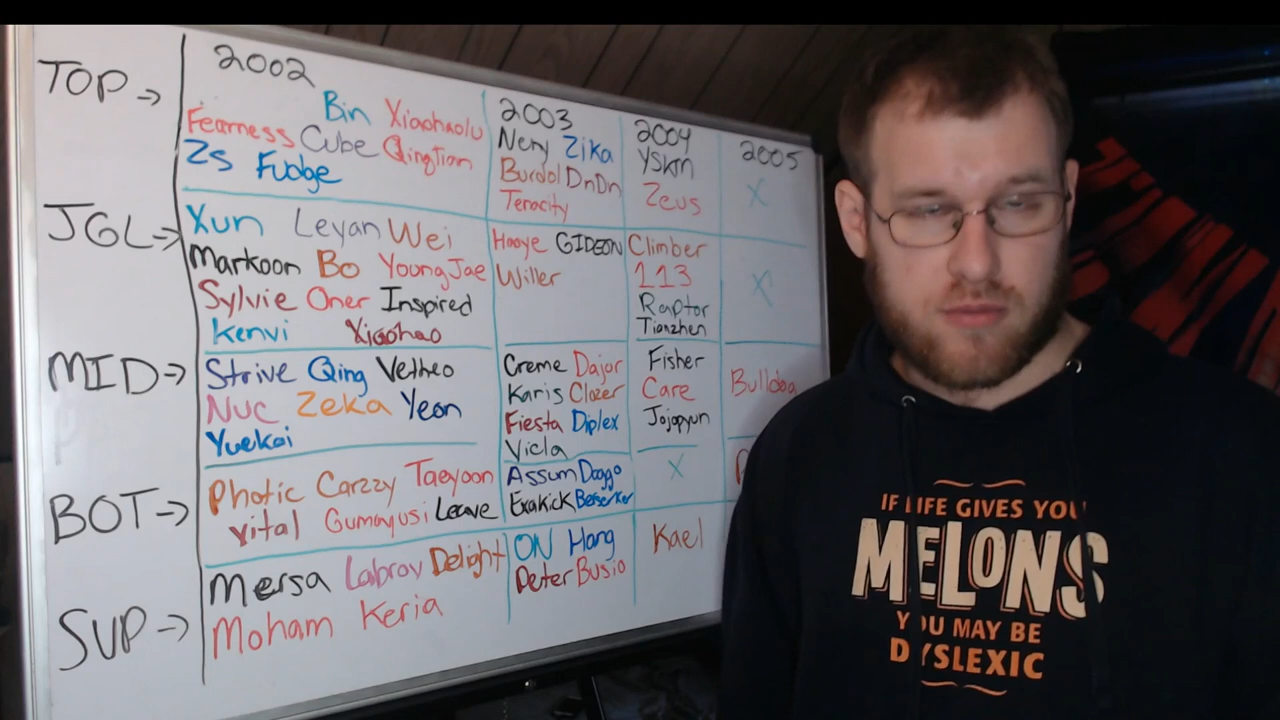 TOP → 2002 2003 2004 2005
Bin Xiaohaolu
Fearness Cube Qingtian
Zs Fudge
Nery Zika
Burdol DnDn
Tenacity
YSKM
Zeus
X
JGL →
Xun Leyan Wei
Markoon Bo YoungJae
Sylvie Oner Inspired
Kenvi Xiaohao
Haoye GIDEON
Willer
Climber
113
Raptor
Tianzhen
X
MID →
Strive Qing Vetheo
Nuc Zeka Yeon
Yuekai
Creme Dajor
Karis Clozer
Fiesta Diplex
Vicla
Fisher
Care
Jojopyun
BOT →
Photic Carzzy Taeyoon
Vital Gumayusi Leave
Assum Doggo
Exakick Berserker
X
SUP →
Mersa Labrov Delight
Moham Keria
ON Hang
Peter Busio
Kael
IF LIFE GIVES YOU
MELONS
YOU MAY BE
DYSLEXIC